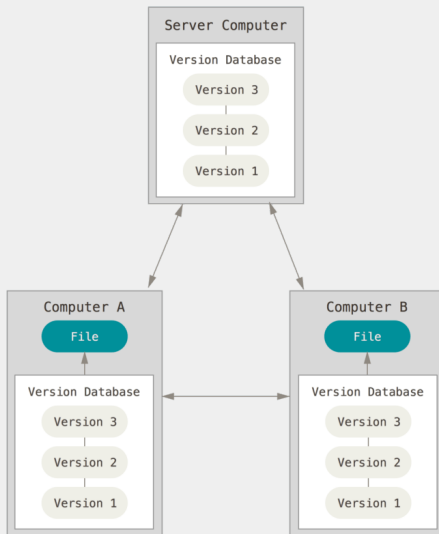 Server Computer
Version Database
Version 3
Version 2
Version 1
Computer A
File
Version Database
Version 3
Version 2
Version 1
Computer B
File
Version Database
Version 3
Version 2
Version 1